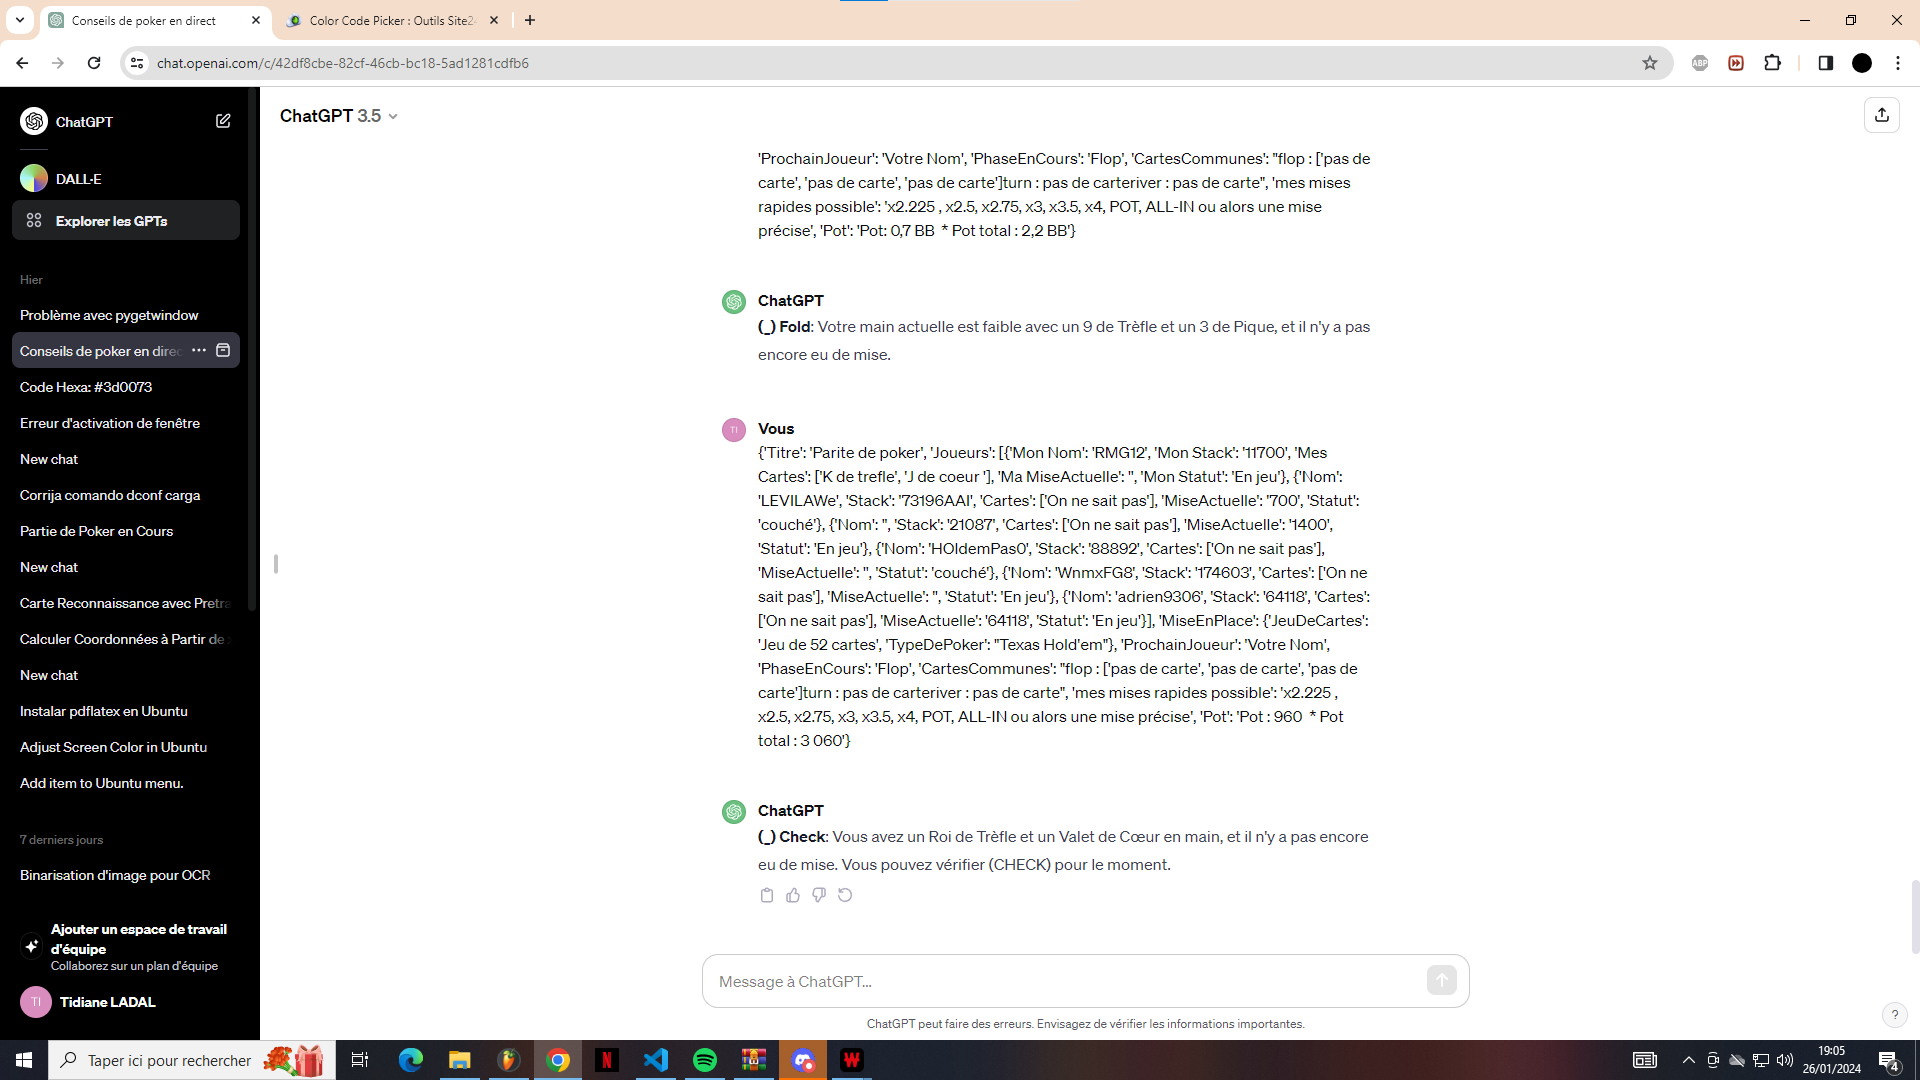 Conseils de poker en direct
Color Code Picker : Outils Site24
chat.openai.com/c/42df8cbe-82cf-46cb-bc18-5ad1281cdfb6
ABP
ChatGPT
DALL·E
Explorer les GPTs
Hier
Problème avec pygetwindow
Conseils de poker en direc
Code Hexa: #3d0073
Erreur d'activation de fenêtre
New chat
Corrija comando dconf carga
Partie de Poker en Cours
New chat
Carte Reconnaissance avec Pretra
Calculer Coordonnées à Partir de
New chat
Instalar pdflatex en Ubuntu
Adjust Screen Color in Ubuntu
Add item to Ubuntu menu.
7 derniers jours
Binarisation d'image pour OCR
Ajouter un espace de travail
d'équipe
Collaborez sur un plan d'équipe
TI
Tidiane LADAL
ChatGPT 3.5
'ProchainJoueur': 'Votre Nom', 'PhaseEnCours': 'Flop', 'CartesCommunes': "flop : ['pas de
carte', 'pas de carte', 'pas de carte']turn : pas de carteriver : pas de carte", 'mes mises
rapides possible': 'x2.225 , x2.5, x2.75, x3, x3.5, x4, POT, ALL-IN ou alors une mise
précise', 'Pot': 'Pot: 0,7 BB * Pot total : 2,2 BB'}
ChatGPT
(_) Fold: Votre main actuelle est faible avec un 9 de Trèfle et un 3 de Pique, et il n'y a pas
encore eu de mise.
TI
Vous
{'Titre': 'Parite de poker', 'Joueurs': [{'Mon Nom': 'RMG12', 'Mon Stack': '11700', 'Mes
Cartes': ['K de trefle', 'J de coeur '], 'Ma MiseActuelle': '', 'Mon Statut': 'En jeu'}, {'Nom':
'LEVILAWe', 'Stack': '73196AAI', 'Cartes': ['On ne sait pas'], 'MiseActuelle': '700', 'Statut':
'couché'}, {'Nom': '', 'Stack': '21087', 'Cartes': ['On ne sait pas'], 'MiseActuelle': '1400',
'Statut': 'En jeu'}, {'Nom': 'HOldemPas0', 'Stack': '88892', 'Cartes': ['On ne sait pas'],
'MiseActuelle': '', 'Statut': 'couché'}, {'Nom': 'WnmxFG8', 'Stack': '174603', 'Cartes': ['On ne
sait pas'], 'MiseActuelle': '', 'Statut': 'En jeu'}, {'Nom': 'adrien9306', 'Stack': '64118', 'Cartes':
['On ne sait pas'], 'MiseActuelle': '64118', 'Statut': 'En jeu'}], 'MiseEnPlace': {'JeuDeCartes':
'Jeu de 52 cartes', 'TypeDePoker': "Texas Hold'em"}, 'ProchainJoueur': 'Votre Nom',
'PhaseEnCours': 'Flop', 'CartesCommunes': "flop : ['pas de carte', 'pas de carte', 'pas de
carte']turn : pas de carteriver : pas de carte", 'mes mises rapides possible': 'x2.225 ,
x2.5, x2.75, x3, x3.5, x4, POT, ALL-IN ou alors une mise précise', 'Pot': 'Pot : 960 * Pot
total : 3 060'}
ChatGPT
(_) Check: Vous avez un Roi de Trèfle et un Valet de Cœur en main, et il n'y a pas encore
eu de mise. Vous pouvez vérifier (CHECK) pour le moment.
Message à ChatGPT…
ChatGPT peut faire des erreurs. Envisagez de vérifier les informations importantes.
?
Taper ici pour rechercher
N
W
19:05
26/01/2024
4